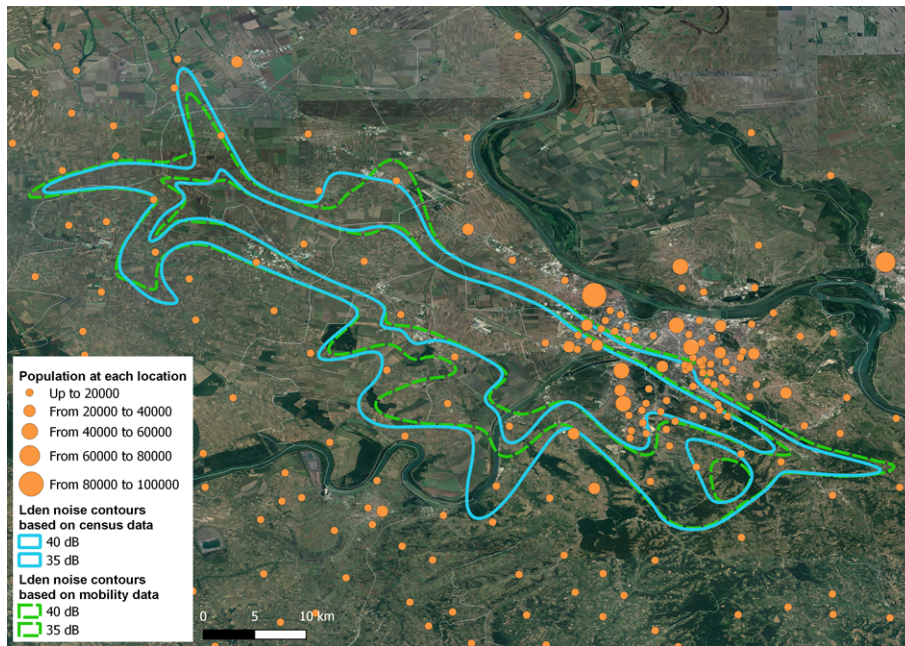 Population at each location
Up to 20000
From 20000 to 40000
From 40000 to 60000
From 60000 to 80000
From 80000 to 100000
Lden noise contours
based on census data
40 dB
35 dB
Lden noise contours
based on mobility data
40 dB
35 dB
0 5 10 km